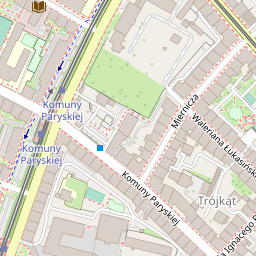 Komuny
Paryskiej
Komuny
Paryskiej
Miernicza
Waleriana Łukasińskiego
Komuny Paryskiej
Trójkąt
Ignacego P